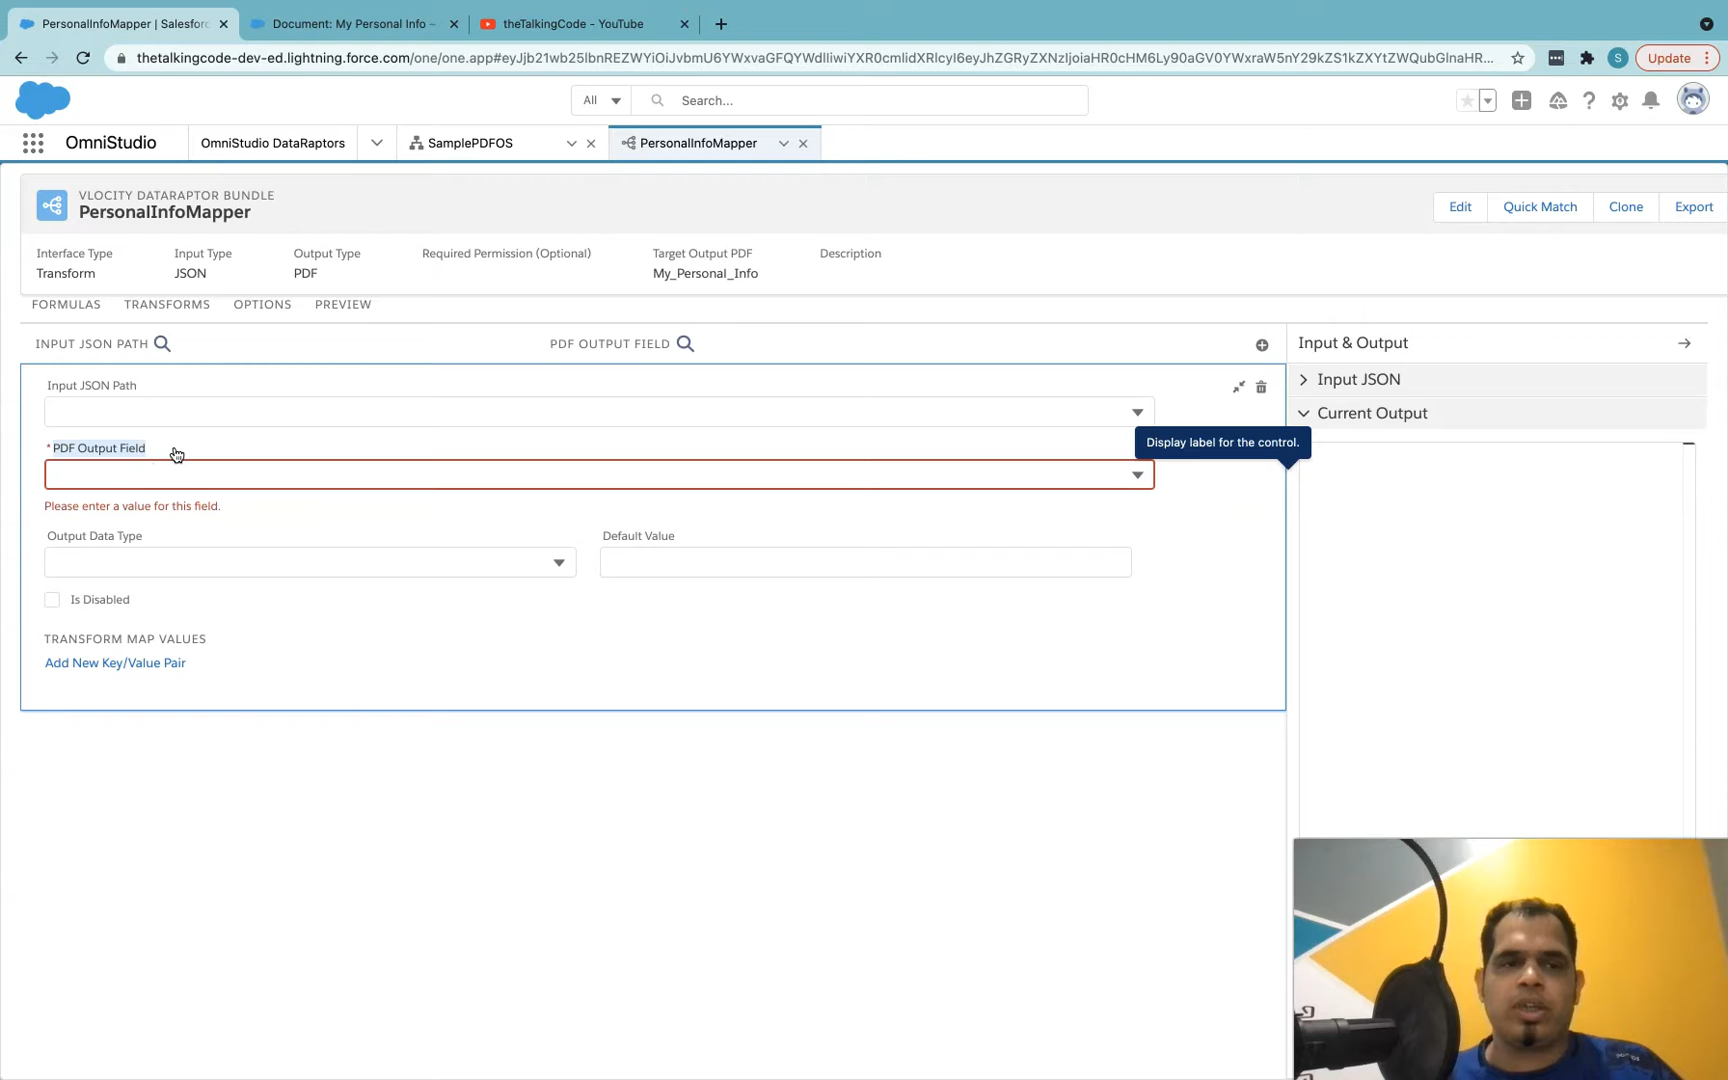 PersonalInfoMapper | Salesforc
Document: My Personal Info –
theTalkingCode - YouTube
thetalkingcode-dev-ed.lightning.force.com/one/one.app#eyJjb21wb25lbnREZWYiOiJvbmU6YWxvaGFQYWdlIiwiYXR0cmlidXRlcyI6eyJhZGRyZXNzIjoiaHR0cHM6Ly90aGV0YWxraW5nY29kZS1kZXYtZWQubGlnaHR...
S
Update
All
Search...
OmniStudio
OmniStudio DataRaptors
SamplePDFOS
PersonalInfoMapper
VLOCITY DATARAPTOR BUNDLE
PersonalInfoMapper
Edit
Quick Match
Clone
Export
Interface Type
Input Type
Output Type
Required Permission (Optional)
Target Output PDF
Description
Transform
JSON
PDF
My_Personal_Info
FORMULAS
TRANSFORMS
OPTIONS
PREVIEW
INPUT JSON PATH
PDF OUTPUT FIELD
Input & Output
Input JSON Path
Input JSON
Current Output
* PDF Output Field
Display label for the control.
Please enter a value for this field.
Output Data Type
Default Value
Is Disabled
TRANSFORM MAP VALUES
Add New Key/Value Pair